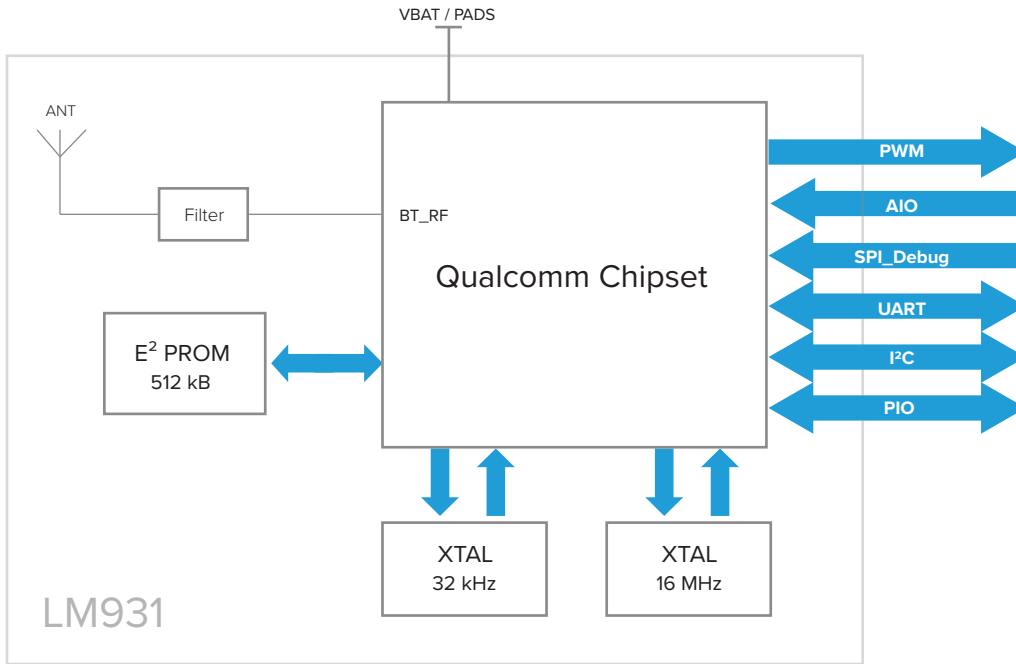 VBAT / PADS
ANT
PWM
AIO
Filter
BT_RF
SPI_Debug
Qualcomm Chipset
UART
E² PROM
512 kB
I²C
PIO
XTAL
32 kHz
XTAL
16 MHz
LM931